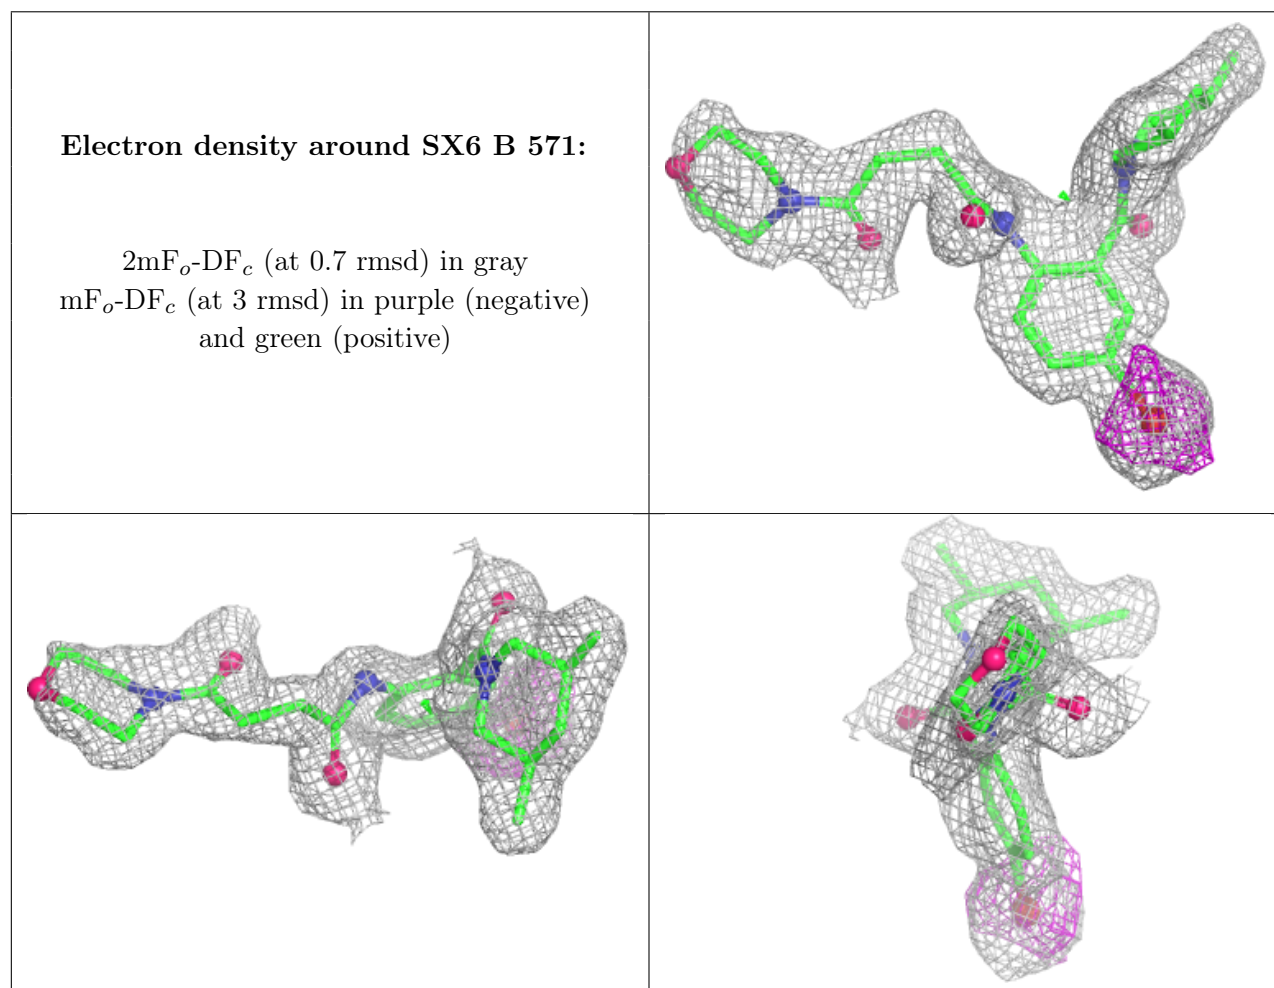 Electron density around SX6 B 571:
2mFo-DFc (at 0.7 rmsd) in gray
mFo-DFc (at 3 rmsd) in purple (negative)
and green (positive)